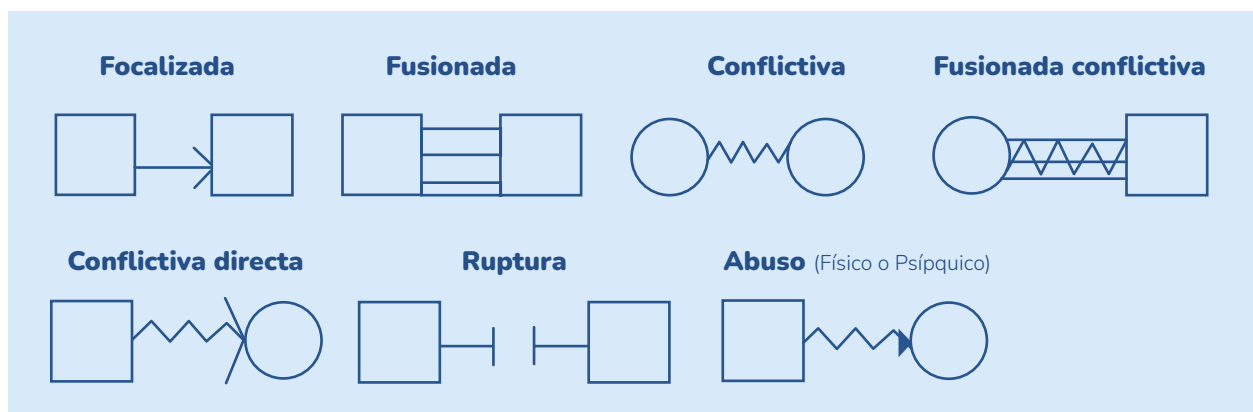 Focalizada
Fusionada
Conflictiva
Fusionada conflictiva
Conflictiva directa
Ruptura
Abuso (Físico o Psípquico)